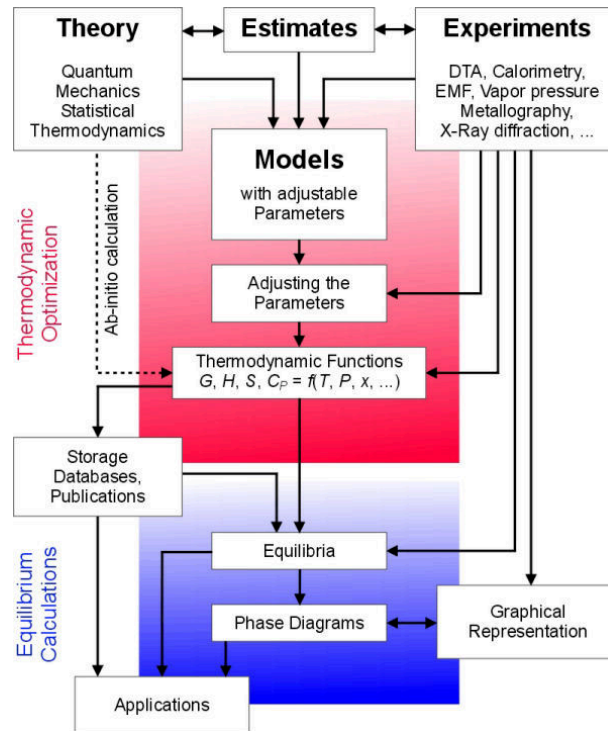 Theory
Quantum
Mechanics
Statistical
Thermodynamics
Estimates
Experiments
DTA, Calorimetry,
EMF, Vapor pressure
Metallography,
X-Ray diffraction, ...
Models
with adjustable
Parameters
Thermodynamic
Optimization
Ab-initio calculation
Adjusting the
Parameters
Thermodynamic Functions
G, H, S, CP = f(T, P, x, ...)
Storage
Databases,
Publications
Equilibrium
Calculations
Equilibria
Phase Diagrams
Graphical
Representation
Applications